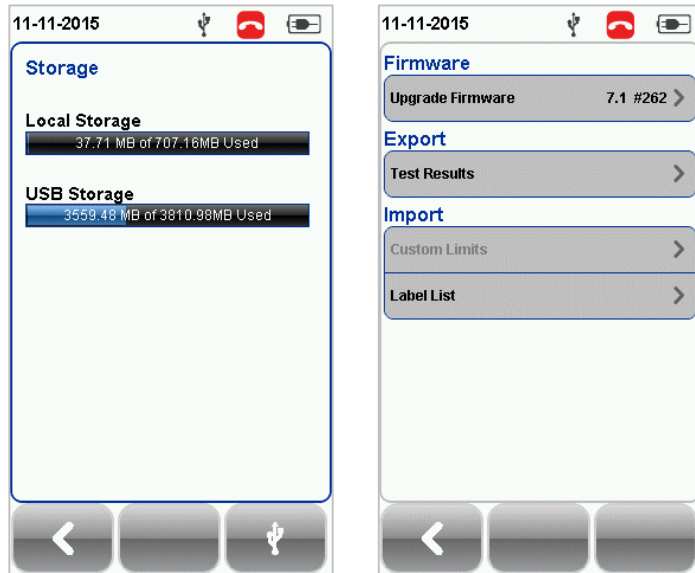 11-11-2015
Storage
Local Storage
37.71 MB of 707.16MB Used
USB Storage
3559.48 MB of 3810.98MB Used
11-11-2015
Firmware
Upgrade Firmware 7.1 #262
Export
Test Results
Import
Custom Limits
Label List